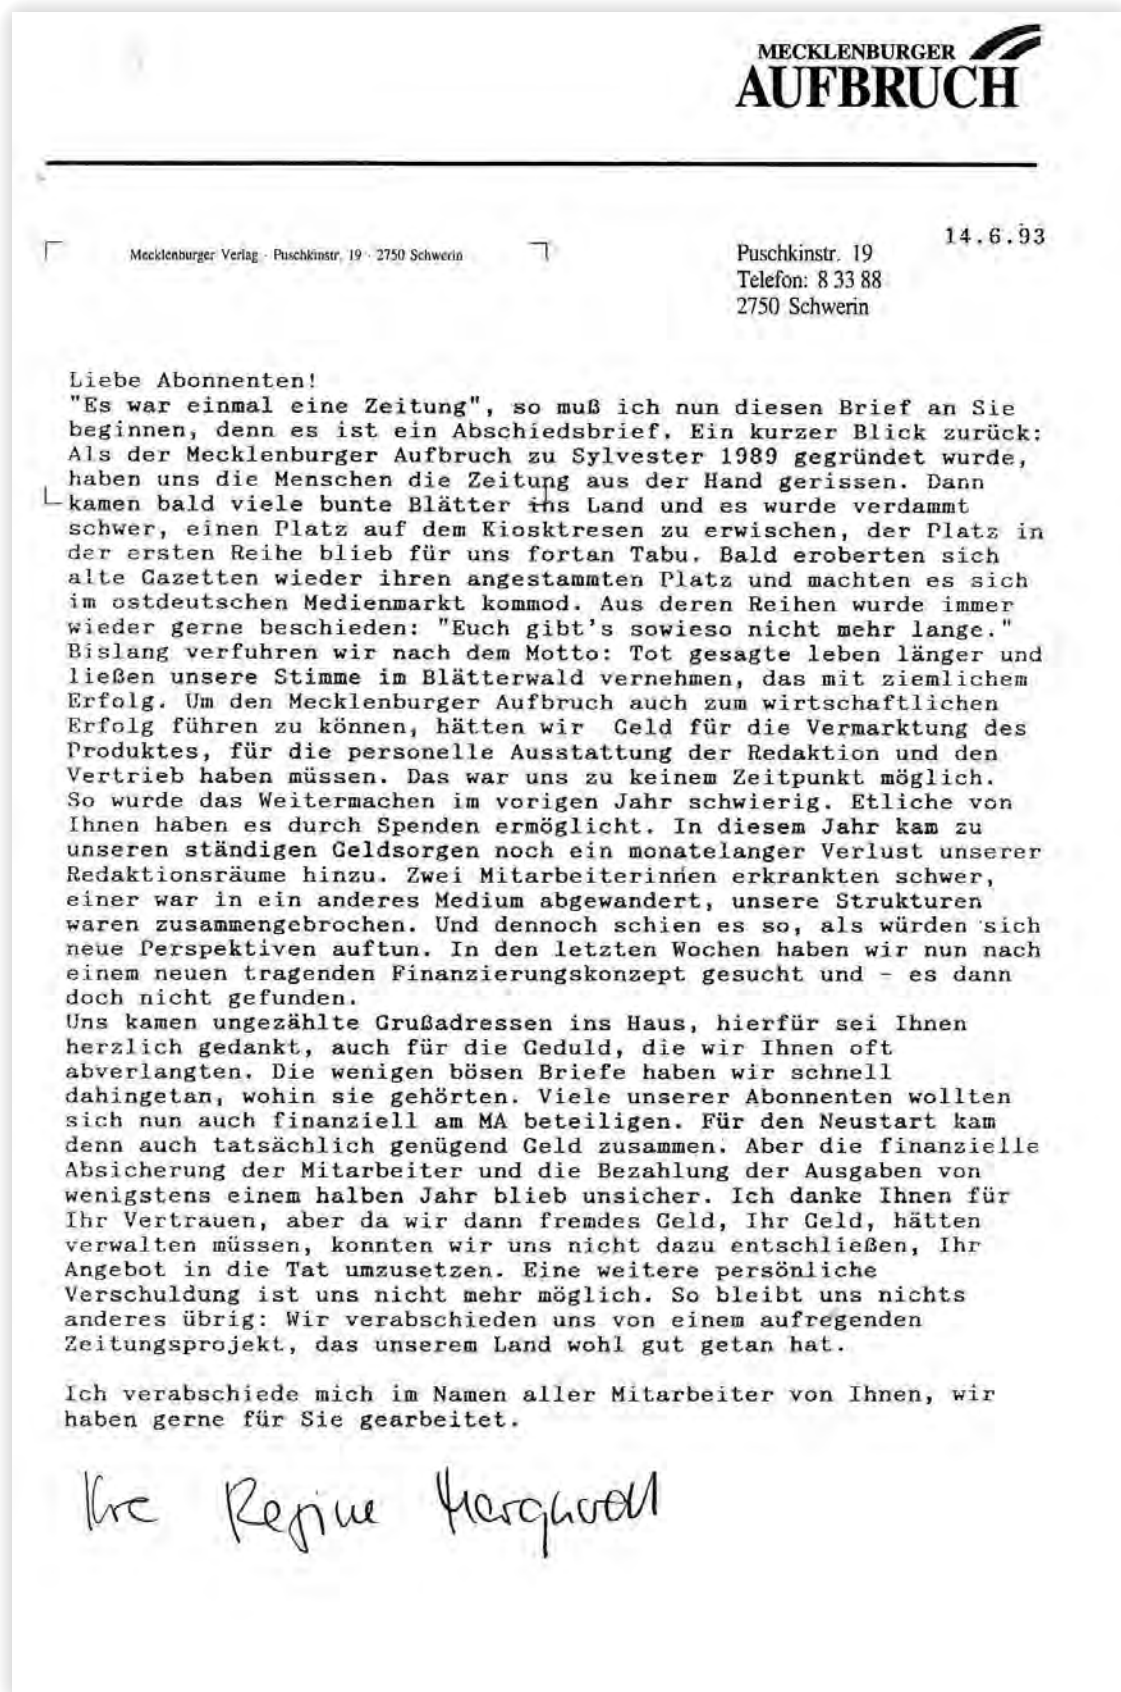 MECKLENBURGER
AUFBRUCH
14.6.93
Mecklenburger Verlag · Puschkinstr. 19 · 2750 Schwerin
Puschkinstr. 19
Telefon: 8 33 88
2750 Schwerin
Liebe Abonnenten!
"Es war einmal eine Zeitung", so muß ich nun diesen Brief an Sie
beginnen, denn es ist ein Abschiedsbrief. Ein kurzer Blick zurück:
Als der Mecklenburger Aufbruch zu Sylvester 1989 gegründet wurde,
haben uns die Menschen die Zeitung aus der Hand gerissen. Dann
kamen bald viele bunte Blätter ins Land und es wurde verdammt
schwer, einen Platz auf dem Kiosktresen zu erwischen, der Platz in
der ersten Reihe blieb für uns fortan Tabu. Bald eroberten sich
alte Gazetten wieder ihren angestammten Platz und machten es sich
im ostdeutschen Medienmarkt kommod. Aus deren Reihen wurde immer
wieder gerne beschieden: "Euch gibt's sowieso nicht mehr lange."
Bislang verfuhren wir nach dem Motto: Tot gesagte leben länger und
ließen unsere Stimme im Blätterwald vernehmen, das mit ziemlichem
Erfolg. Um den Mecklenburger Aufbruch auch zum wirtschaftlichen
Erfolg führen zu können, hätten wir  Geld für die Vermarktung des
Produktes, für die personelle Ausstattung der Redaktion und den
Vertrieb haben müssen. Das war uns zu keinem Zeitpunkt möglich.
So wurde das Weitermachen im vorigen Jahr schwierig. Etliche von
Ihnen haben es durch Spenden ermöglicht. In diesem Jahr kam zu
unseren ständigen Geldsorgen noch ein monatelanger Verlust unserer
Redaktionsräume hinzu. Zwei Mitarbeiterinnen erkrankten schwer,
einer war in ein anderes Medium abgewandert, unsere Strukturen
waren zusammengebrochen. Und dennoch schien es so, als würden sich
neue Perspektiven auftun. In den letzten Wochen haben wir nun nach
einem neuen tragenden Finanzierungskonzept gesucht und - es dann
doch nicht gefunden.
Uns kamen ungezählte Grußadressen ins Haus, hierfür sei Ihnen
herzlich gedankt, auch für die Geduld, die wir Ihnen oft
abverlangten. Die wenigen bösen Briefe haben wir schnell
dahingetan, wohin sie gehörten. Viele unserer Abonnenten wollten
sich nun auch finanziell am MA beteiligen. Für den Neustart kam
denn auch tatsächlich genügend Geld zusammen. Aber die finanzielle
Absicherung der Mitarbeiter und die Bezahlung der Ausgaben von
wenigstens einem halben Jahr blieb unsicher. Ich danke Ihnen für
Ihr Vertrauen, aber da wir dann fremdes Geld, Ihr Geld, hätten
verwalten müssen, konnten wir uns nicht dazu entschließen, Ihr
Angebot in die Tat umzusetzen. Eine weitere persönliche
Verschuldung ist uns nicht mehr möglich. So bleibt uns nichts
anderes übrig: Wir verabschieden uns von einem aufregenden
Zeitungsprojekt, das unserem Land wohl gut getan hat.
Ich verabschiede mich im Namen aller Mitarbeiter von Ihnen, wir
haben gerne für Sie gearbeitet.
Ihre Regine Marquardt